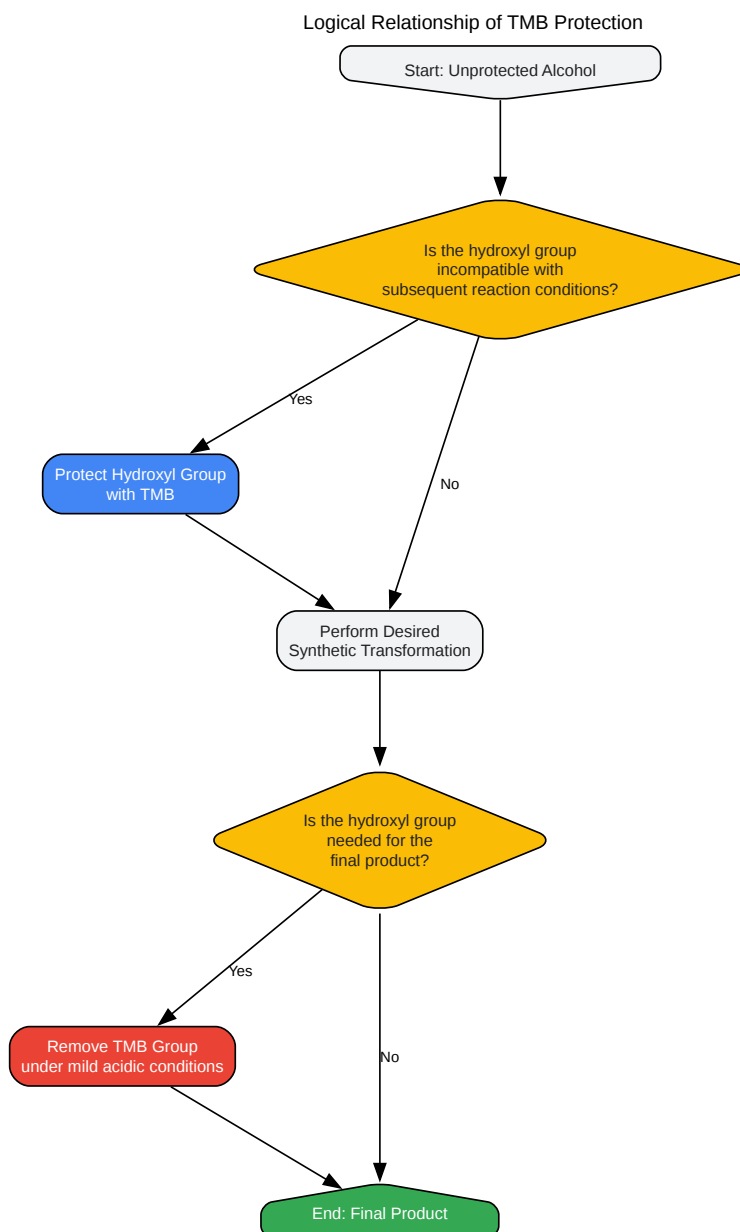 Logical Relationship of TMB Protection
Start: Unprotected Alcohol
Is the hydroxyl group
incompatible with
subsequent reaction conditions?
Yes
Protect Hydroxyl Group
with TMB
No
Perform Desired
Synthetic Transformation
Is the hydroxyl group
needed for the
final product?
Yes
Remove TMB Group
under mild acidic conditions
No
End: Final Product